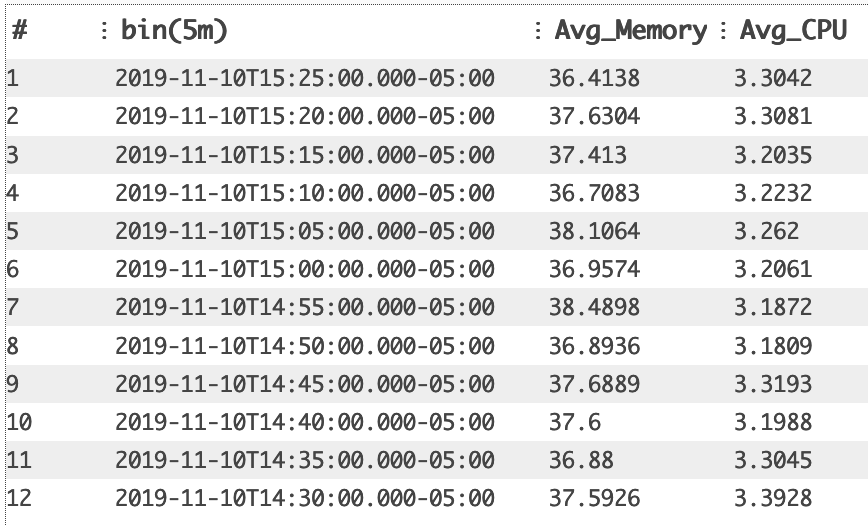 # ⋮ bin(5m) ⋮ Avg_Memory ⋮ Avg_CPU
1 2019-11-10T15:25:00.000-05:00 36.4138 3.3042
2 2019-11-10T15:20:00.000-05:00 37.6304 3.3081
3 2019-11-10T15:15:00.000-05:00 37.413 3.2035
4 2019-11-10T15:10:00.000-05:00 36.7083 3.2232
5 2019-11-10T15:05:00.000-05:00 38.1064 3.262
6 2019-11-10T15:00:00.000-05:00 36.9574 3.2061
7 2019-11-10T14:55:00.000-05:00 38.4898 3.1872
8 2019-11-10T14:50:00.000-05:00 36.8936 3.1809
9 2019-11-10T14:45:00.000-05:00 37.6889 3.3193
10 2019-11-10T14:40:00.000-05:00 37.6 3.1988
11 2019-11-10T14:35:00.000-05:00 36.88 3.3045
12 2019-11-10T14:30:00.000-05:00 37.5926 3.3928